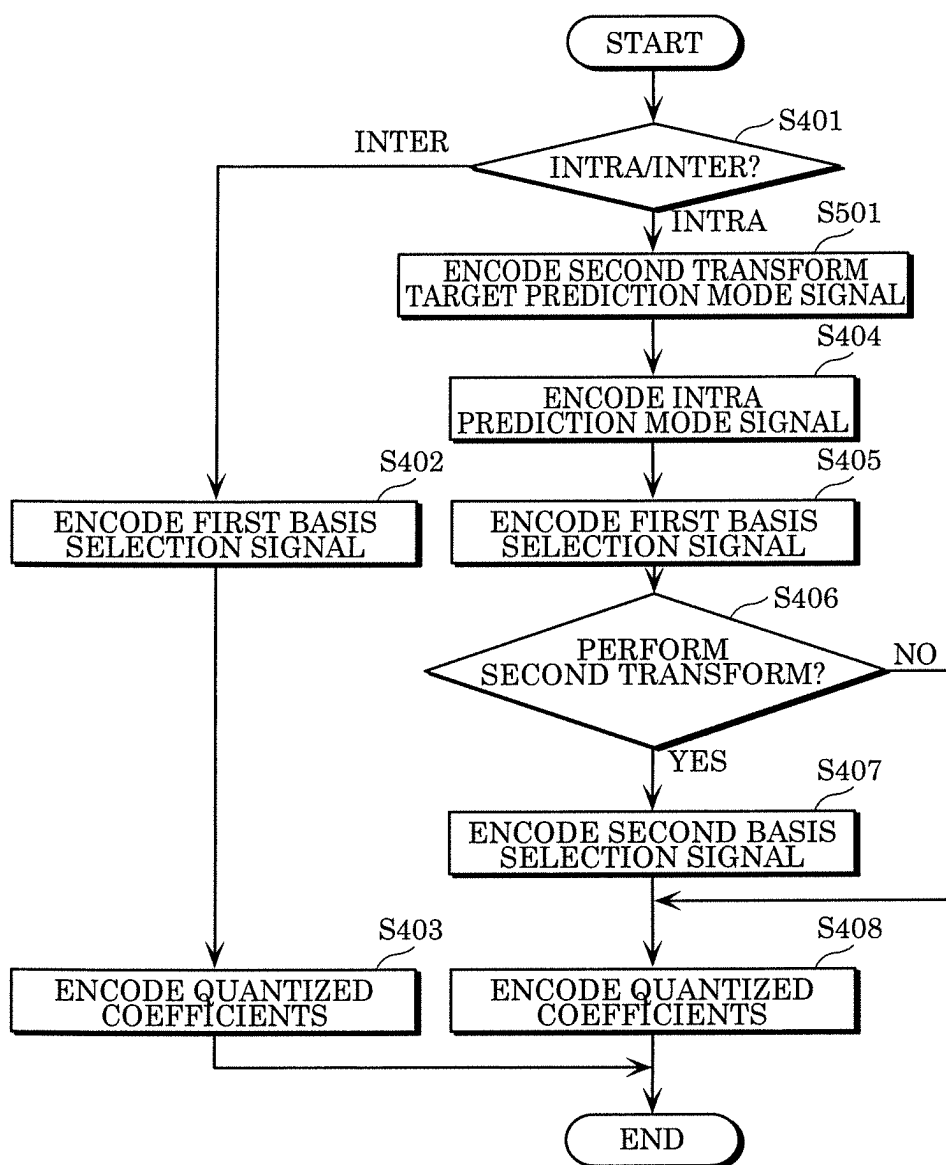 START
S401
INTER
INTRA/INTER?
INTRA
S501
ENCODE SECOND TRANSFORM
TARGET PREDICTION MODE SIGNAL
S404
ENCODE INTRA
PREDICTION MODE SIGNAL
S402
ENCODE FIRST BASIS
SELECTION SIGNAL
S405
ENCODE FIRST BASIS
SELECTION SIGNAL
S406
PERFORM
SECOND TRANSFORM?
NO
YES
S407
ENCODE SECOND BASIS
SELECTION SIGNAL
S403
ENCODE QUANTIZED
COEFFICIENTS
S408
ENCODE QUANTIZED
COEFFICIENTS
END